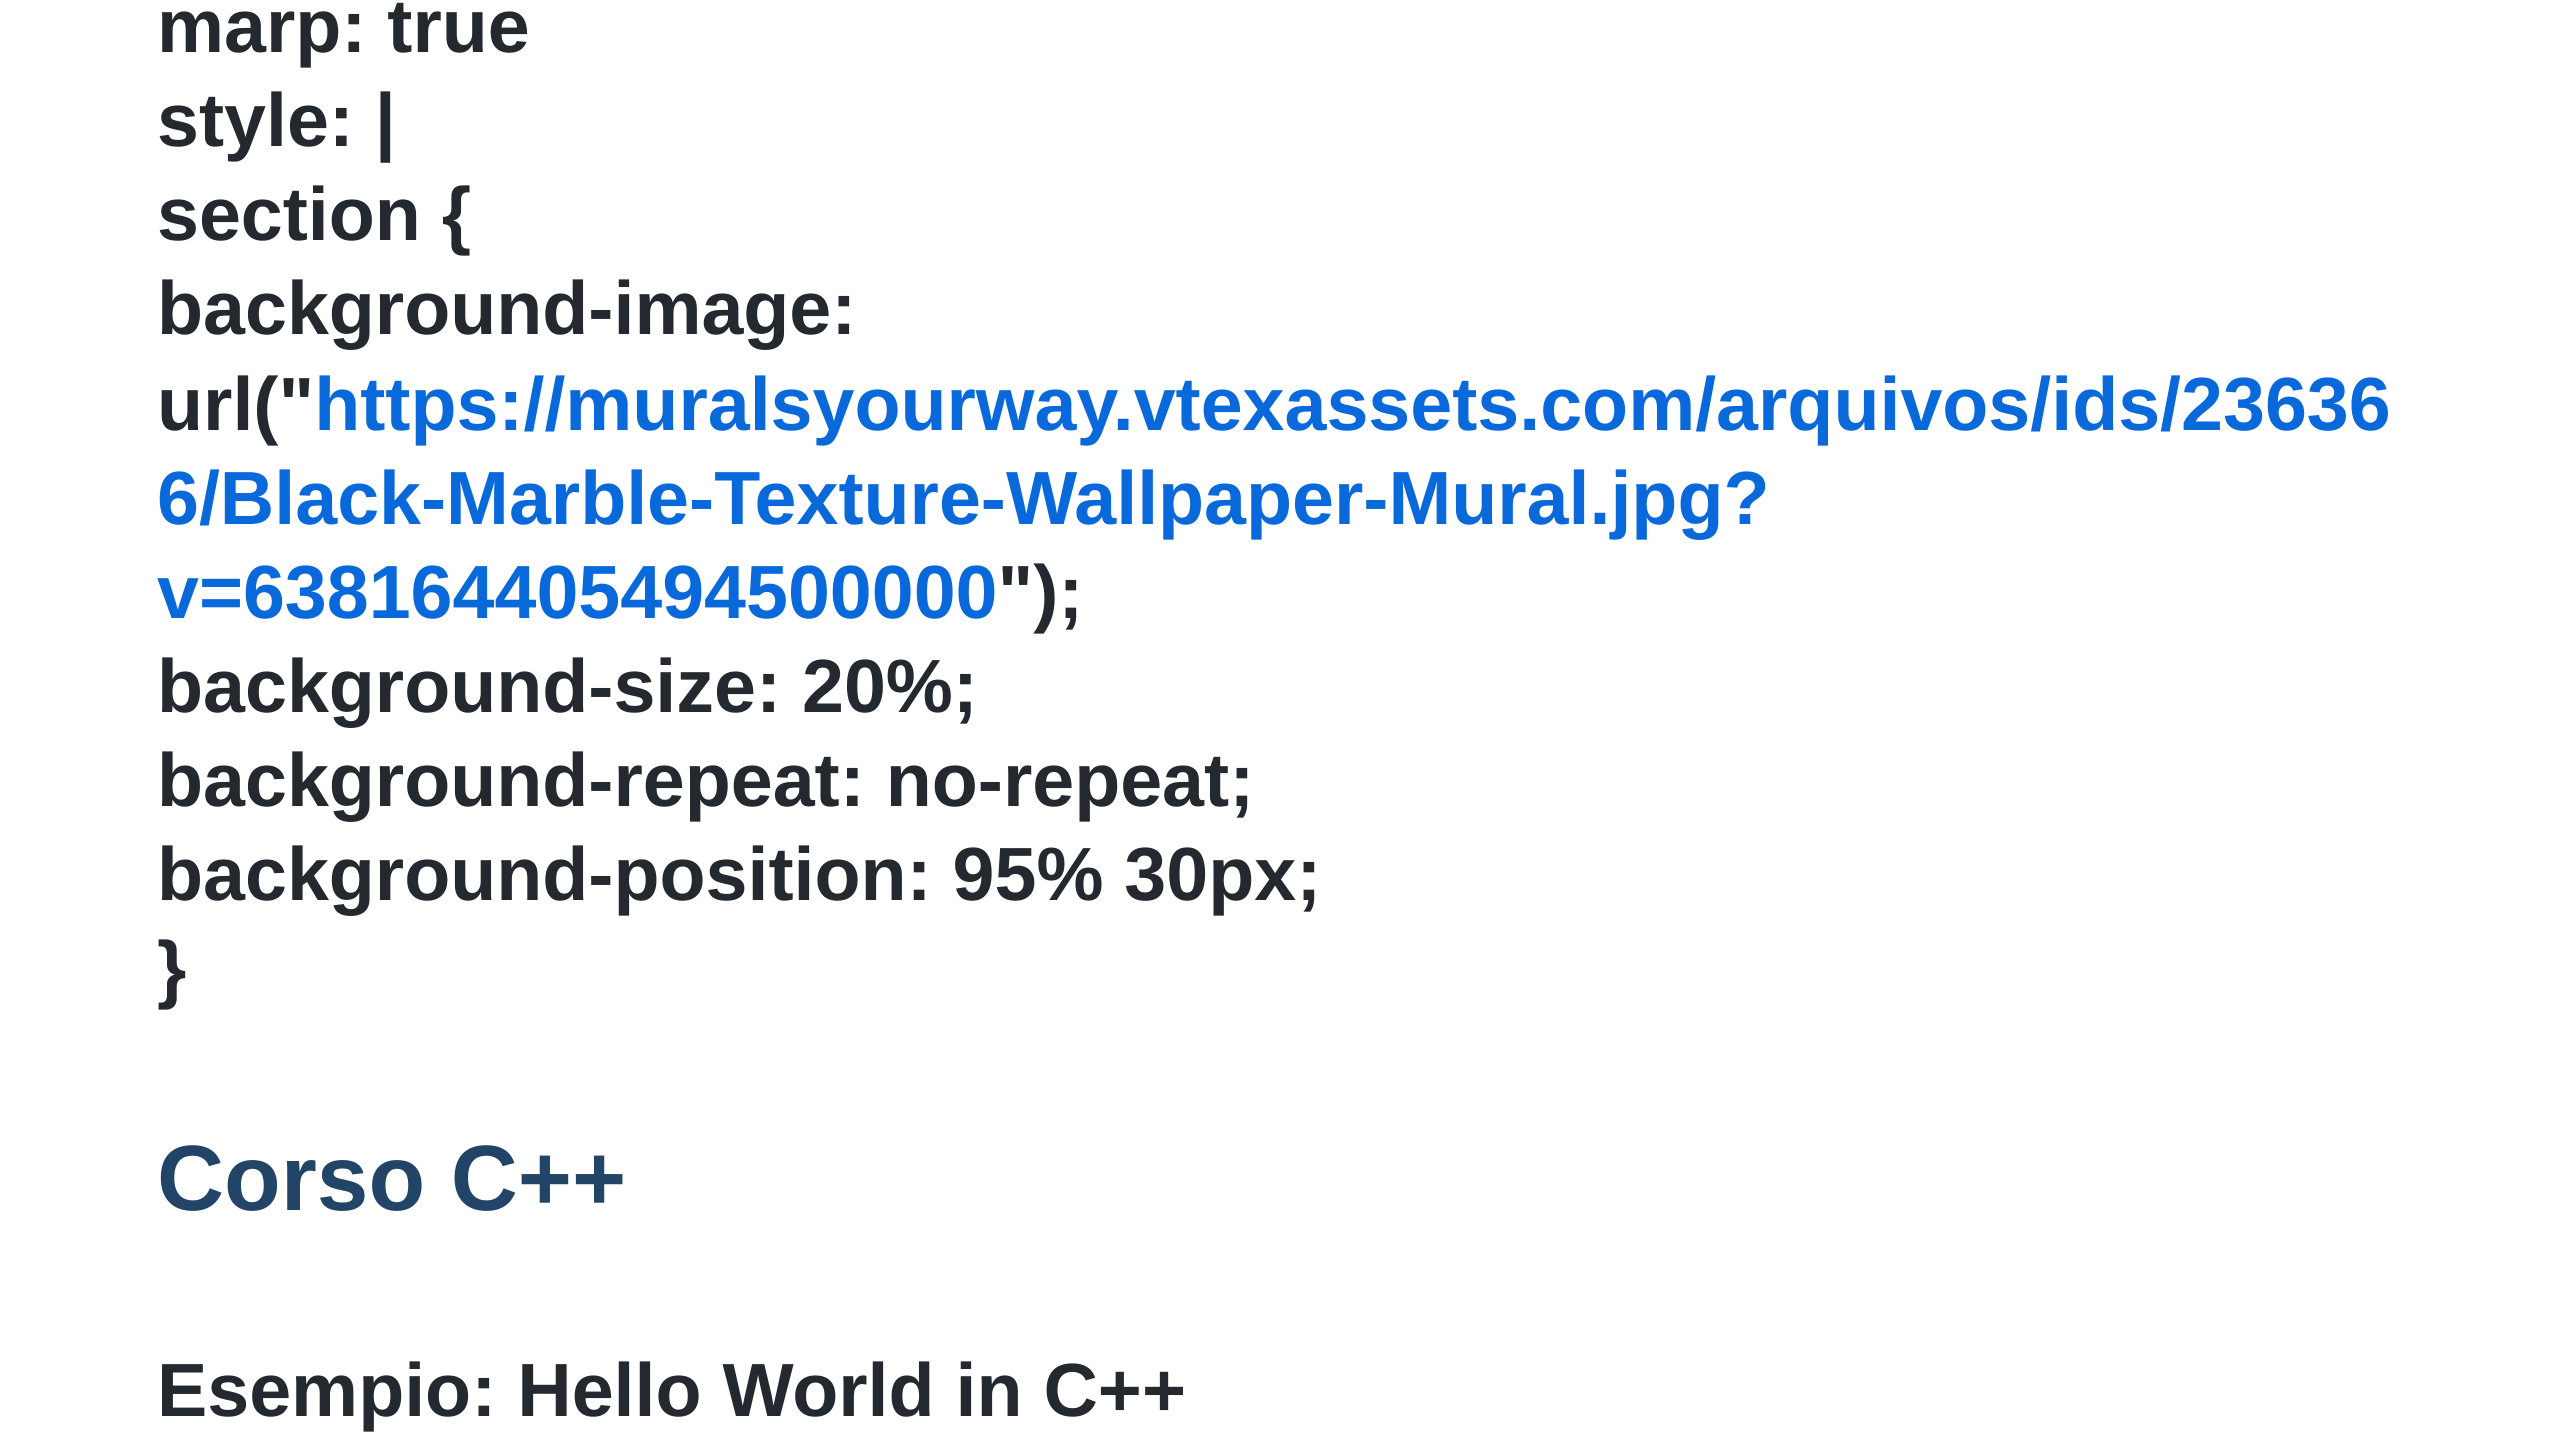 marp: true
style: |
section {
background-image:
url("https://muralsyourway.vtexassets.com/arquivos/ids/23636
6/Black-Marble-Texture-Wallpaper-Mural.jpg?
v=638164405494500000");
background-size: 20%;
background-repeat: no-repeat;
background-position: 95% 30px;
}
Corso C++
Esempio: Hello World in C++